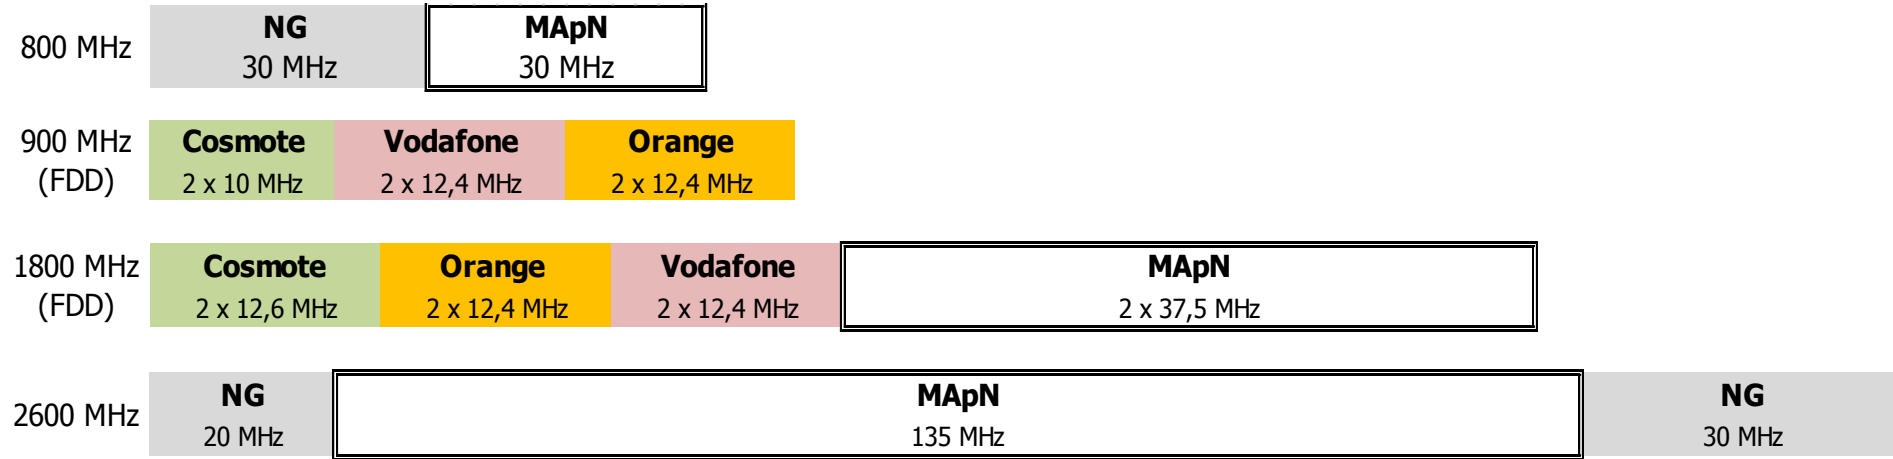 800 MHz
NG
30 MHz
MApN
30 MHz
900 MHz
(FDD)
Cosmote
2 x 10 MHz
Vodafone
2 x 12,4 MHz
Orange
2 x 12,4 MHz
1800 MHz
(FDD)
Cosmote
2 x 12,6 MHz
Orange
2 x 12,4 MHz
Vodafone
2 x 12,4 MHz
MApN
2 x 37,5 MHz
2600 MHz
NG
20 MHz
MApN
135 MHz
NG
30 MHz